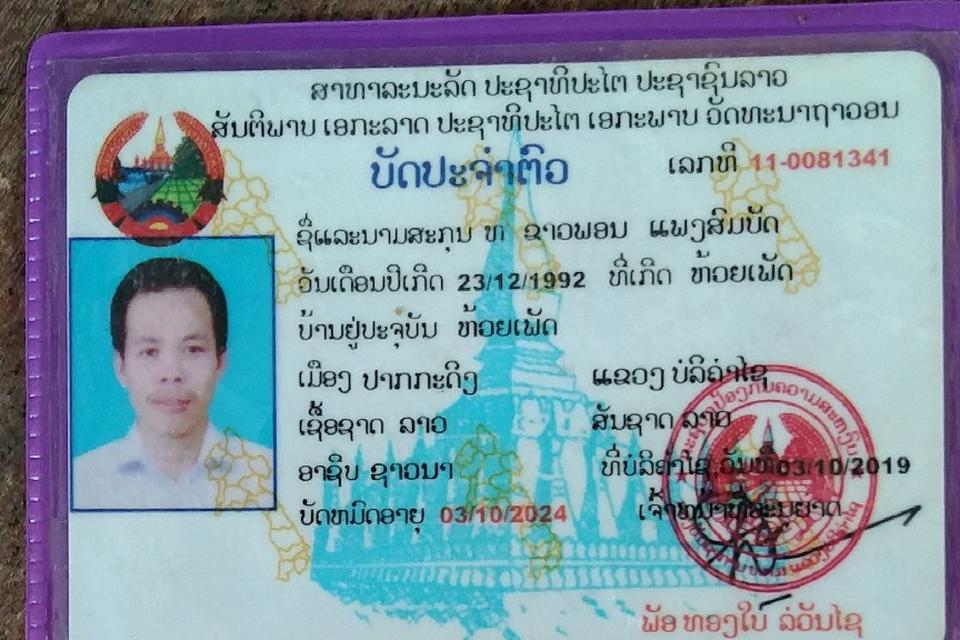 ສາທາລະນະລັດ ປະຊາທິປະໄຕ ປະຊາຊົນລາວ
ສັນຕິພາບ ເອກະລາດ ປະຊາທິປະໄຕ ເອກະພາບ ວັດທະນາຖາວອນ
ບັດປະຈຳຕົວ ເລກທີ 11-0081341
ຊື່ແລະນາມສະກຸນ ທ ຊາວພອນ ແພງສົມບັດ
ວັນເດືອນປີເກີດ 23/12/1992 ທີ່ເກີດ ຫ້ວຍເພັດ
ບ້ານຢູ່ປະຈຸບັນ ຫ້ວຍເພັດ
ເມືອງ ປາກກະດິງ ແຂວງ ບໍລິຄຳໄຊ
ເຊື້ອຊາດ ລາວ ສັນຊາດ ລາວ
ອາຊີບ ຊາວນາ ທີ່ບໍລິຄຳໄຊ,ວັນທີ 03/10/2019
ບັດຫມົດອາຍຸ 03/10/2024 ເຈົ້າຫນ້າທີ່ອະນຸຍາດ
ພັອ ທອງໃບ ລໍວັນໄຊ